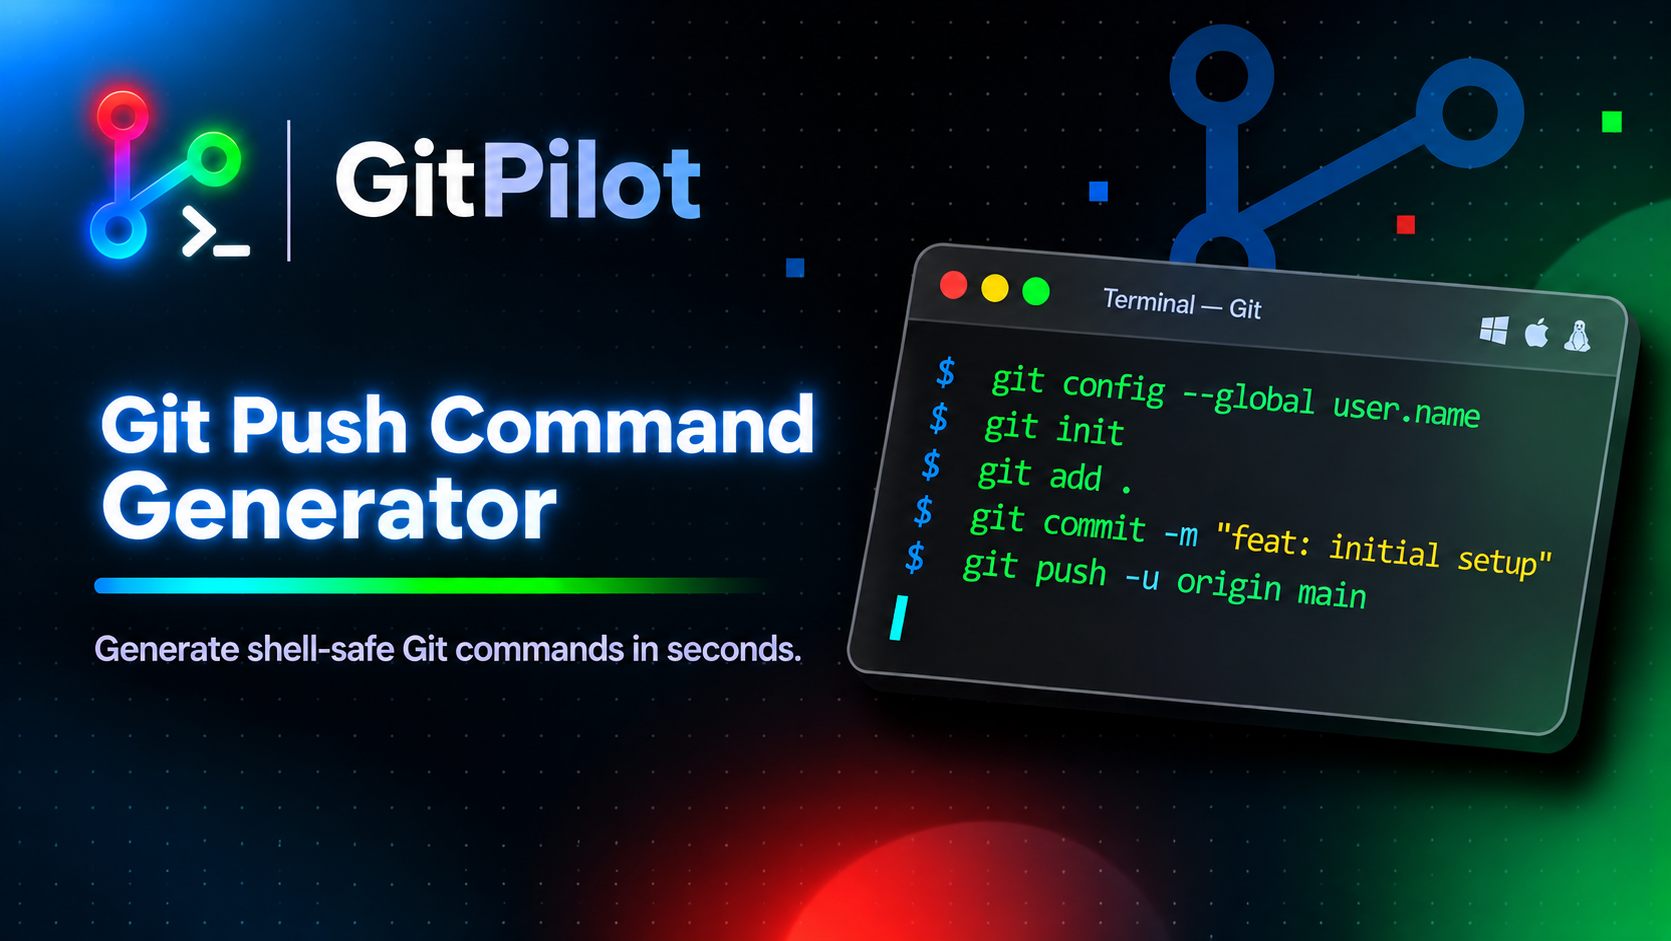 GitPilot
Git Push Command
Generator
Generate shell-safe Git commands in seconds.
Terminal — Git
$ git config --global user.name
$ git init
$ git add .
$ git commit -m "feat: initial setup"
$ git push -u origin main